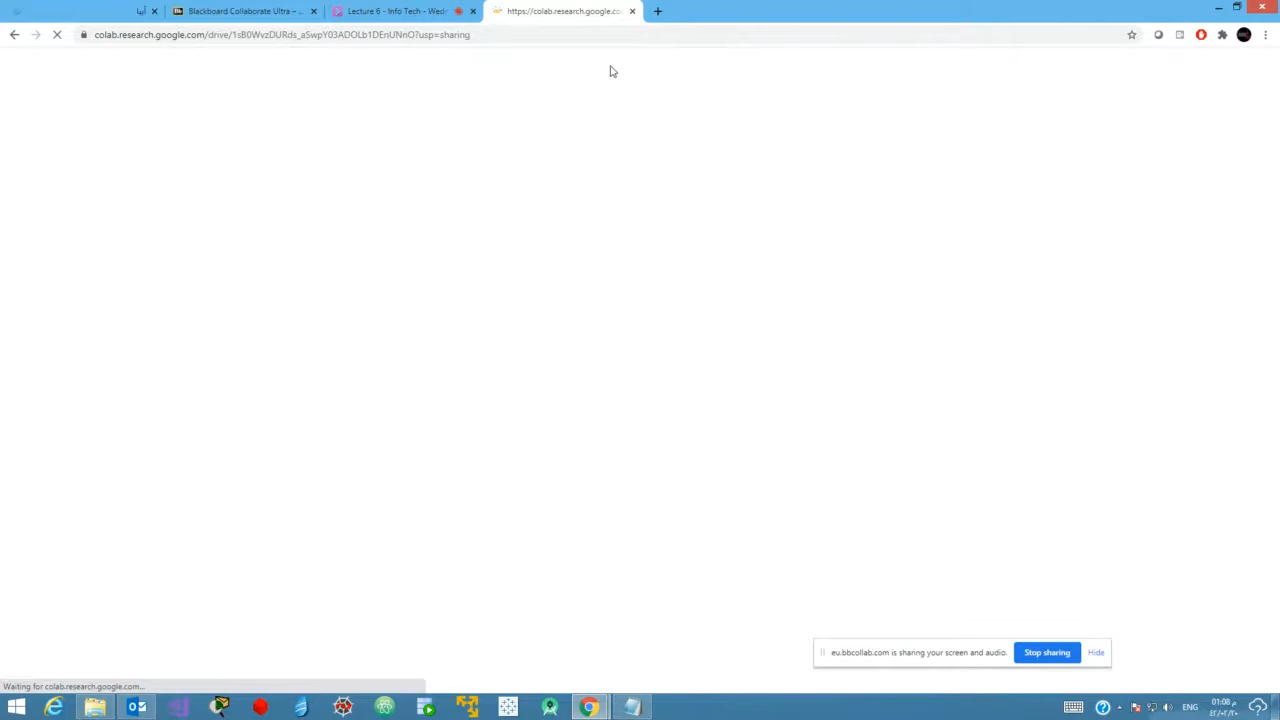 Blackboard Collaborate Ultra – ...
Lecture 6 - Info Tech - Wed
https://colab.research.google.co
colab.research.google.com/drive/1sB0WvzDURds_aSwpY03ADOLb1DEnUNnO?usp=sharing
eu.bbcollab.com is sharing your screen and audio.
Stop sharing
Hide
Waiting for colab.research.google.com...
ENG
01:08 م